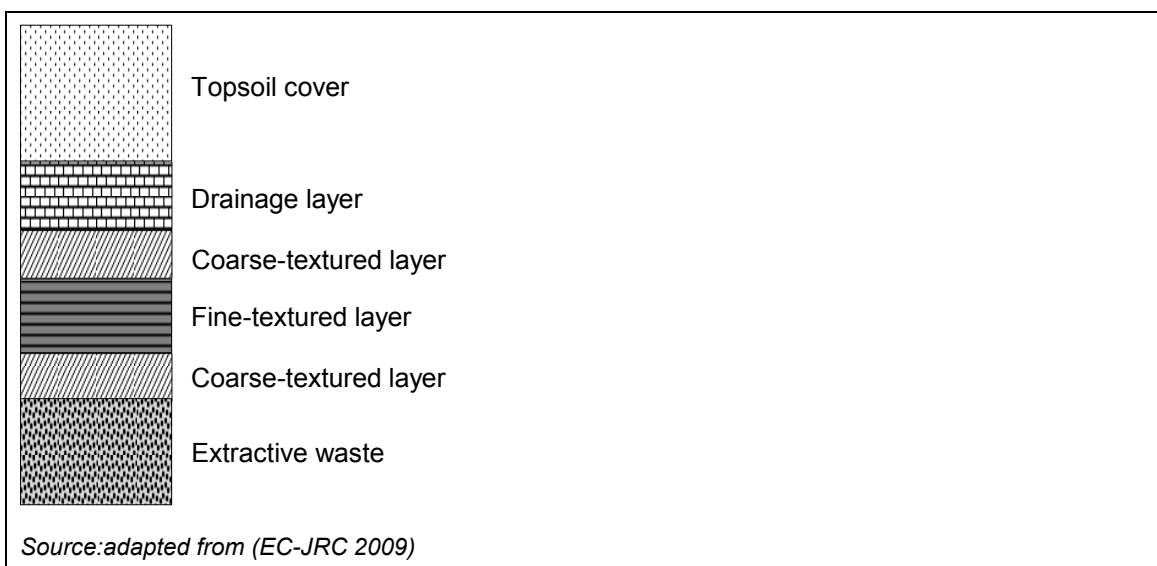 Topsoil cover
Drainage layer
Coarse-textured layer
Fine-textured layer
Coarse-textured layer
Extractive waste
Source:adapted from (EC-JRC 2009)